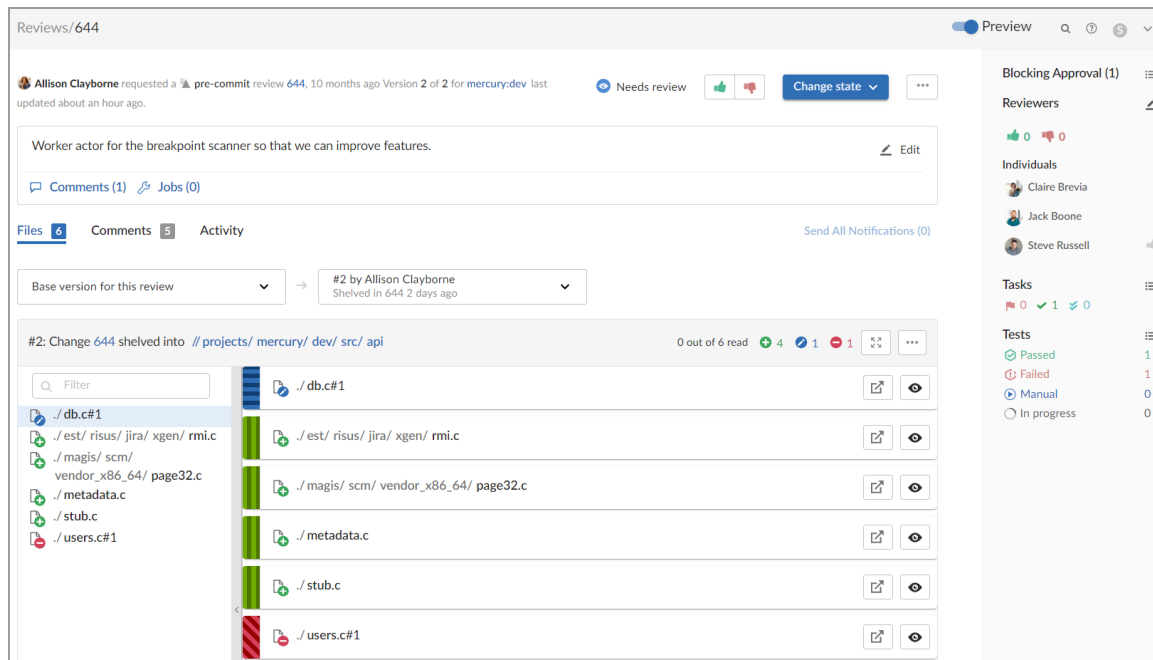 Reviews/644
Preview
S
Allison Clayborne requested a pre-commit review 644, 10 months ago Version 2 of 2 for mercury:dev last
updated about an hour ago.
Needs review
Change state
Worker actor for the breakpoint scanner so that we can improve features.
Edit
Comments (1) Jobs (0)
Files 6 Comments 5 Activity
Send All Notifications (0)
Base version for this review
#2 by Allison Clayborne
Shelved in 644 2 days ago
#2: Change 644 shelved into //projects/ mercury/ dev/ src/ api
0 out of 6 read 4 1 1
Filter
./ db.c#1
./ est/ risus/ jira/ xgen/ rmi.c
./ magis/ scm/
vendor_x86_64/ page32.c
./ metadata.c
./ stub.c
./ users.c#1
./ db.c#1
./ est/ risus/ jira/ xgen/ rmi.c
./ magis/ scm/ vendor_x86_64/ page32.c
./ metadata.c
./ stub.c
./ users.c#1
Blocking Approval (1)
Reviewers
0 0
Individuals
Claire Brevia
Jack Boone
Steve Russell
Tasks
0 1 0
Tests
Passed 1
Failed 1
Manual 0
In progress 0